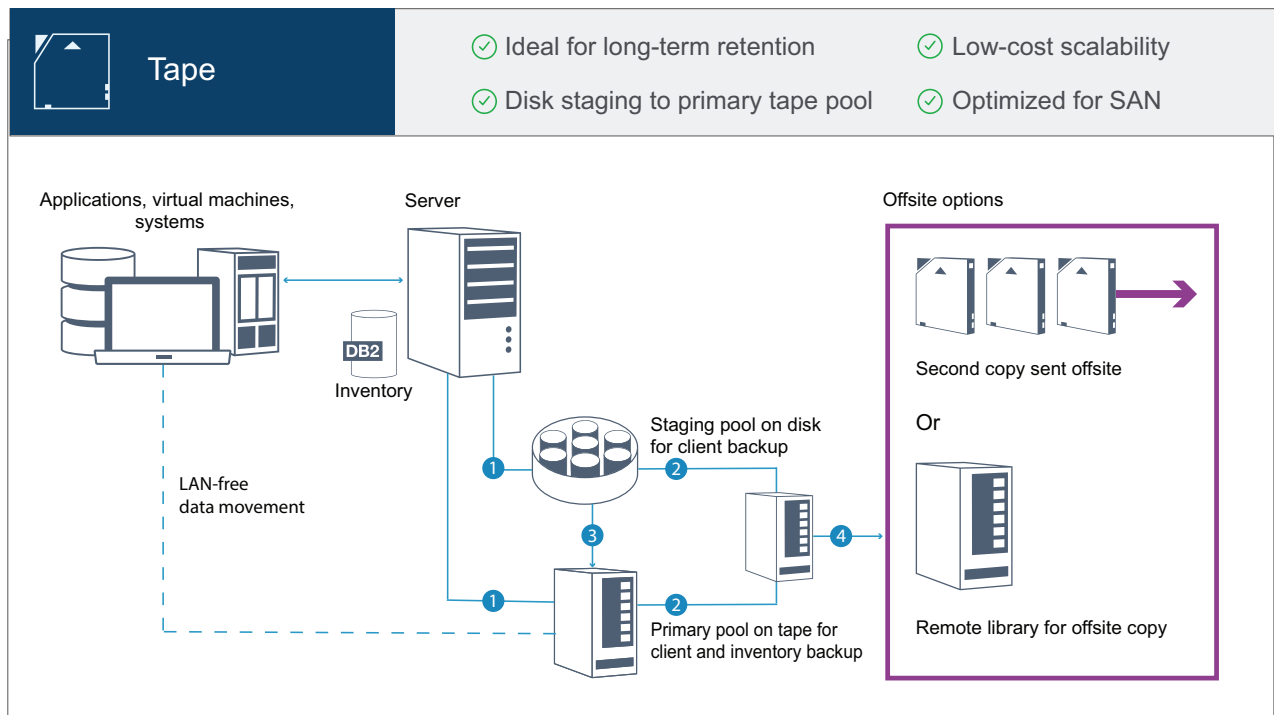 Tape
Ideal for long-term retention
Low-cost scalability
Disk staging to primary tape pool
Optimized for SAN
Applications, virtual machines,
systems
Server
Offsite options
DB2
Inventory
Second copy sent offsite
Staging pool on disk
for client backup
Or
1
2
LAN-free
data movement
3
4
1
2
Primary pool on tape for
client and inventory backup
Remote library for offsite copy